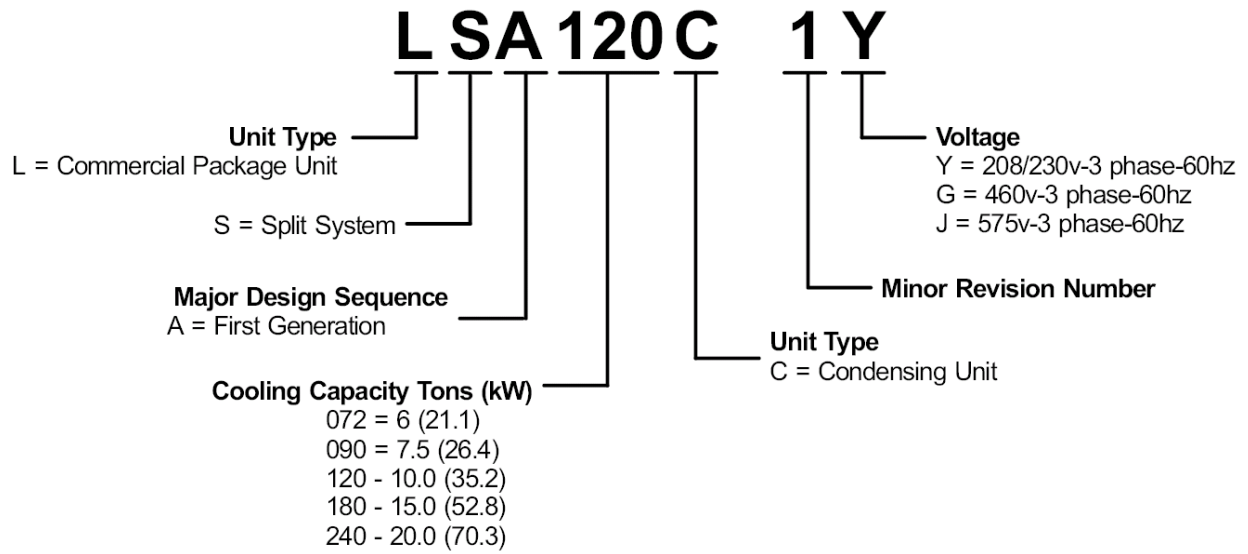 LSA120C 1Y
Unit Type
L = Commercial Package Unit
S = Split System
Major Design Sequence
A = First Generation
Cooling Capacity Tons (kW)
072 = 6 (21.1)
090 = 7.5 (26.4)
120 - 10.0 (35.2)
180 - 15.0 (52.8)
240 - 20.0 (70.3)
Voltage
Y = 208/230v-3 phase-60hz
G = 460v-3 phase-60hz
J = 575v-3 phase-60hz
Minor Revision Number
Unit Type
C = Condensing Unit